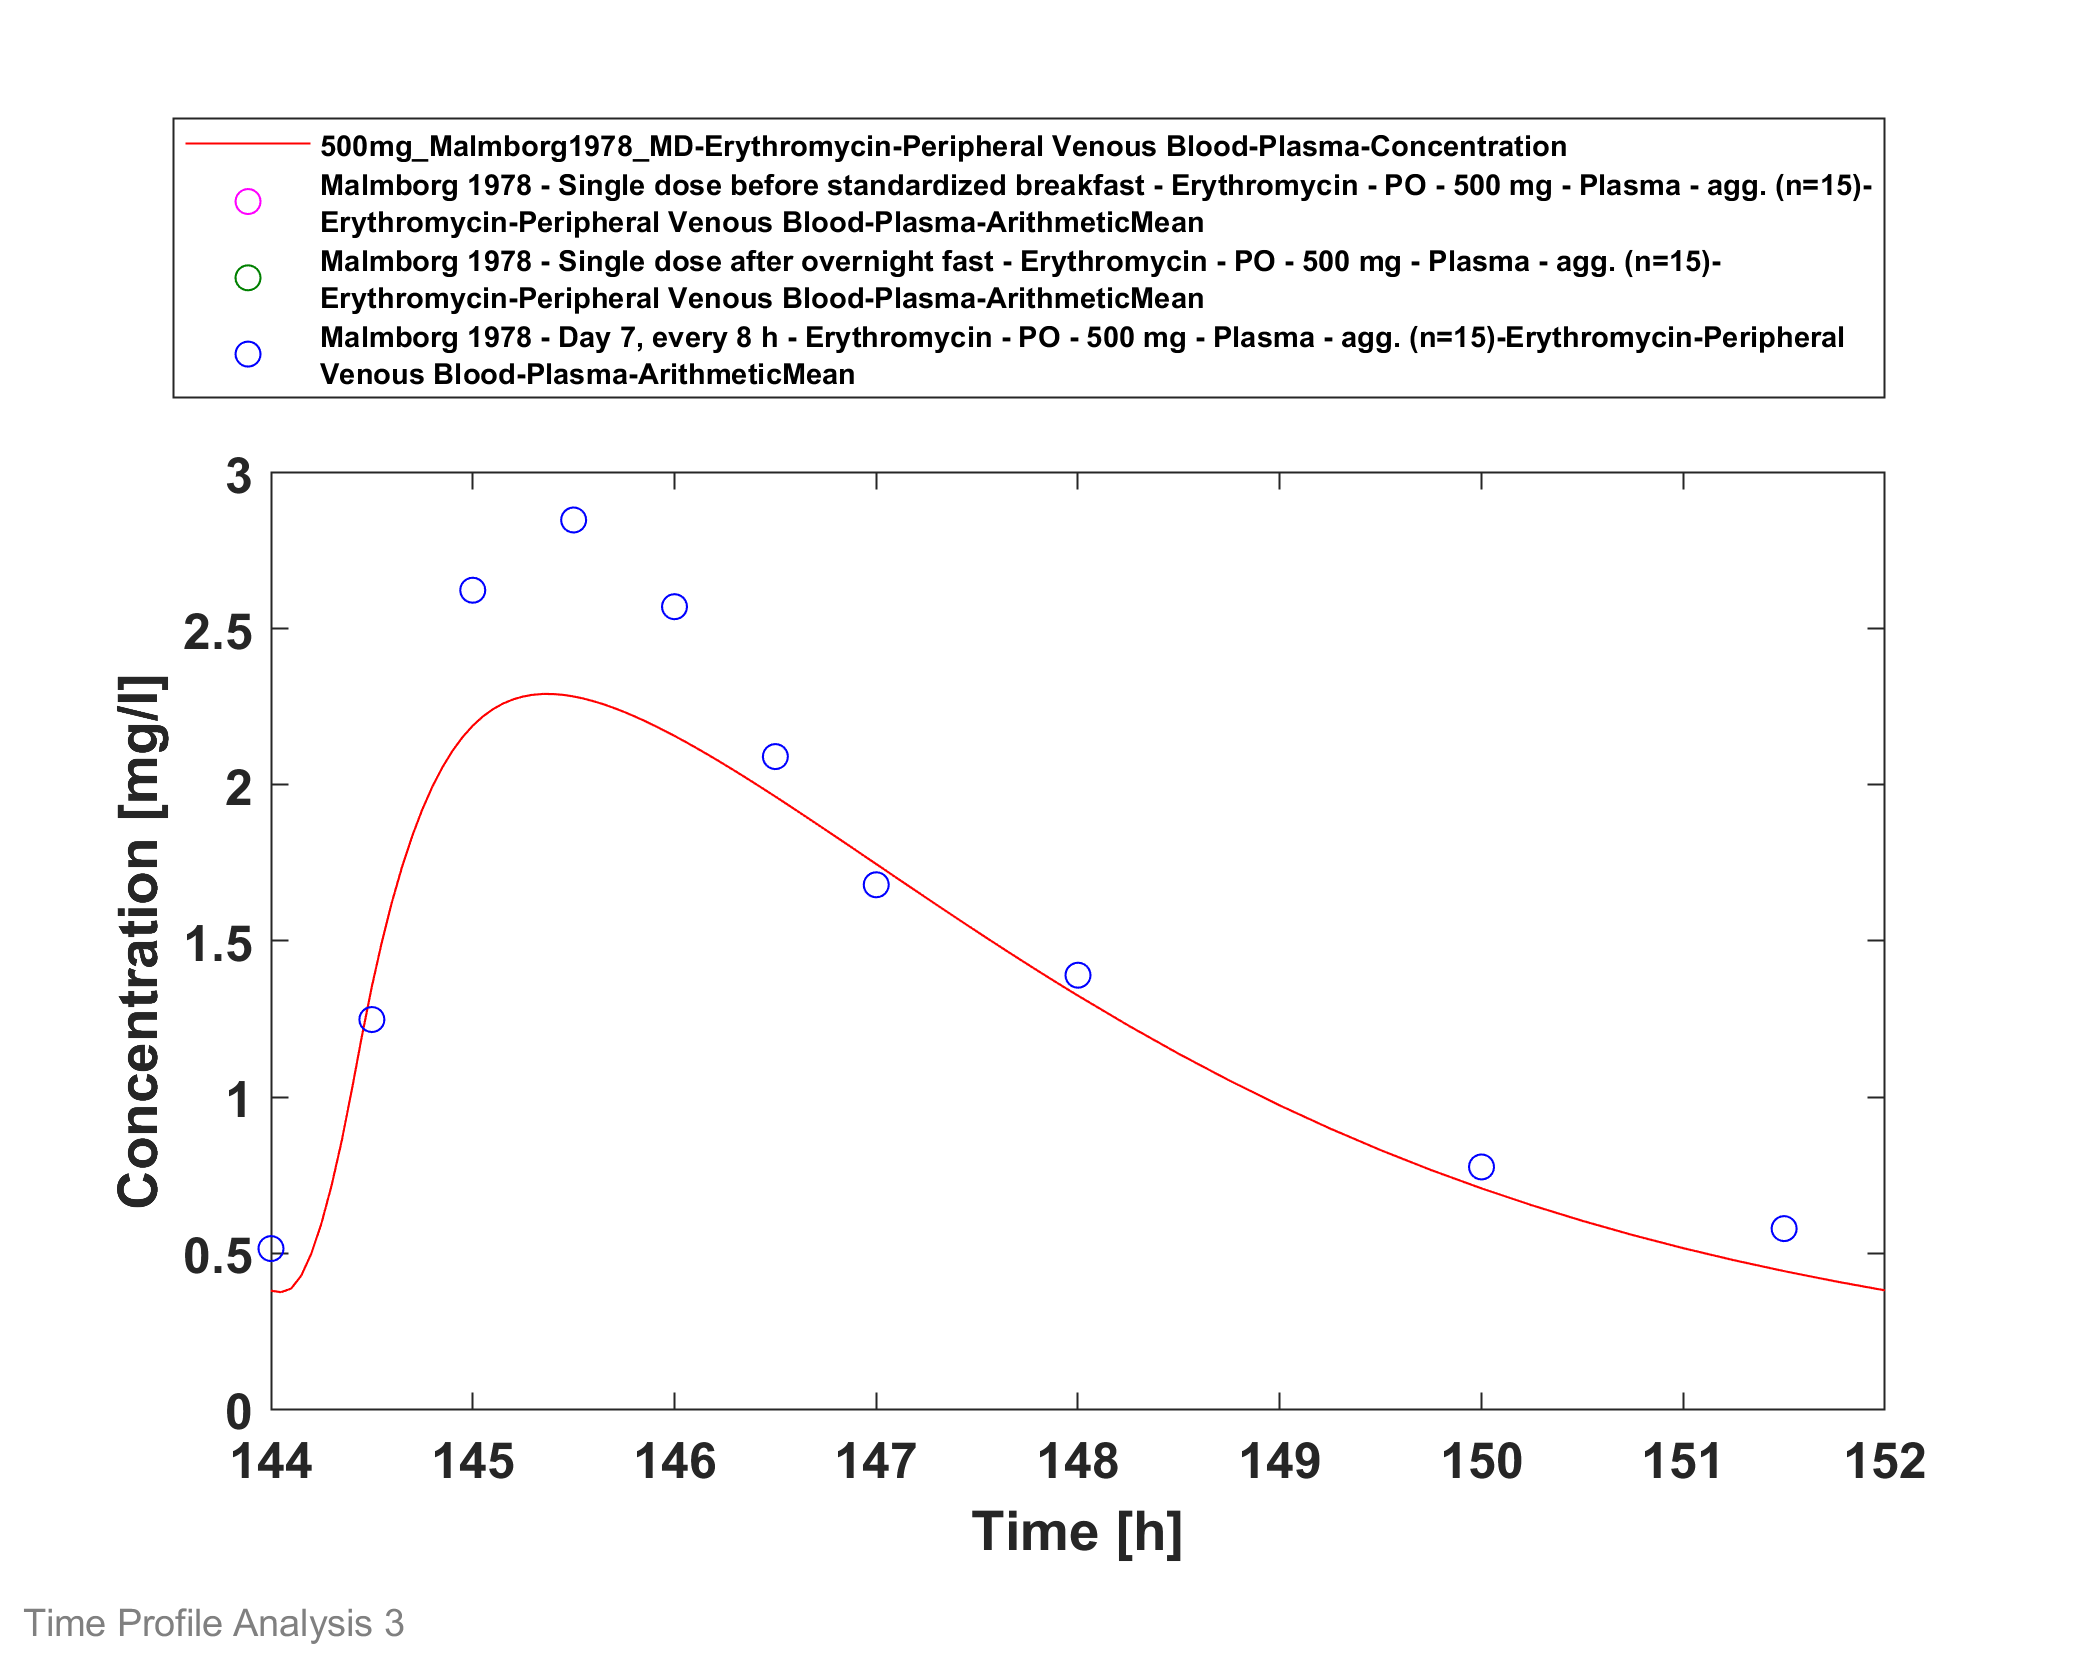 500mg_Malmborg1978_MD-Erythromycin-Peripheral Venous Blood-Plasma-Concentration
Malmborg 1978 - Single dose before standardized breakfast - Erythromycin - PO - 500 mg - Plasma - agg. (n=15)-
Erythromycin-Peripheral Venous Blood-Plasma-ArithmeticMean
Malmborg 1978 - Single dose after overnight fast - Erythromycin - PO - 500 mg - Plasma - agg. (n=15)-
Erythromycin-Peripheral Venous Blood-Plasma-ArithmeticMean
Malmborg 1978 - Day 7, every 8 h - Erythromycin - PO - 500 mg - Plasma - agg. (n=15)-Erythromycin-Peripheral
Venous Blood-Plasma-ArithmeticMean
3
2.5
2
1.5
1
0.5
0
Concentration [mg/l]
144 145 146 147 148 149 150 151 152
Time [h]
Time Profile Analysis 3